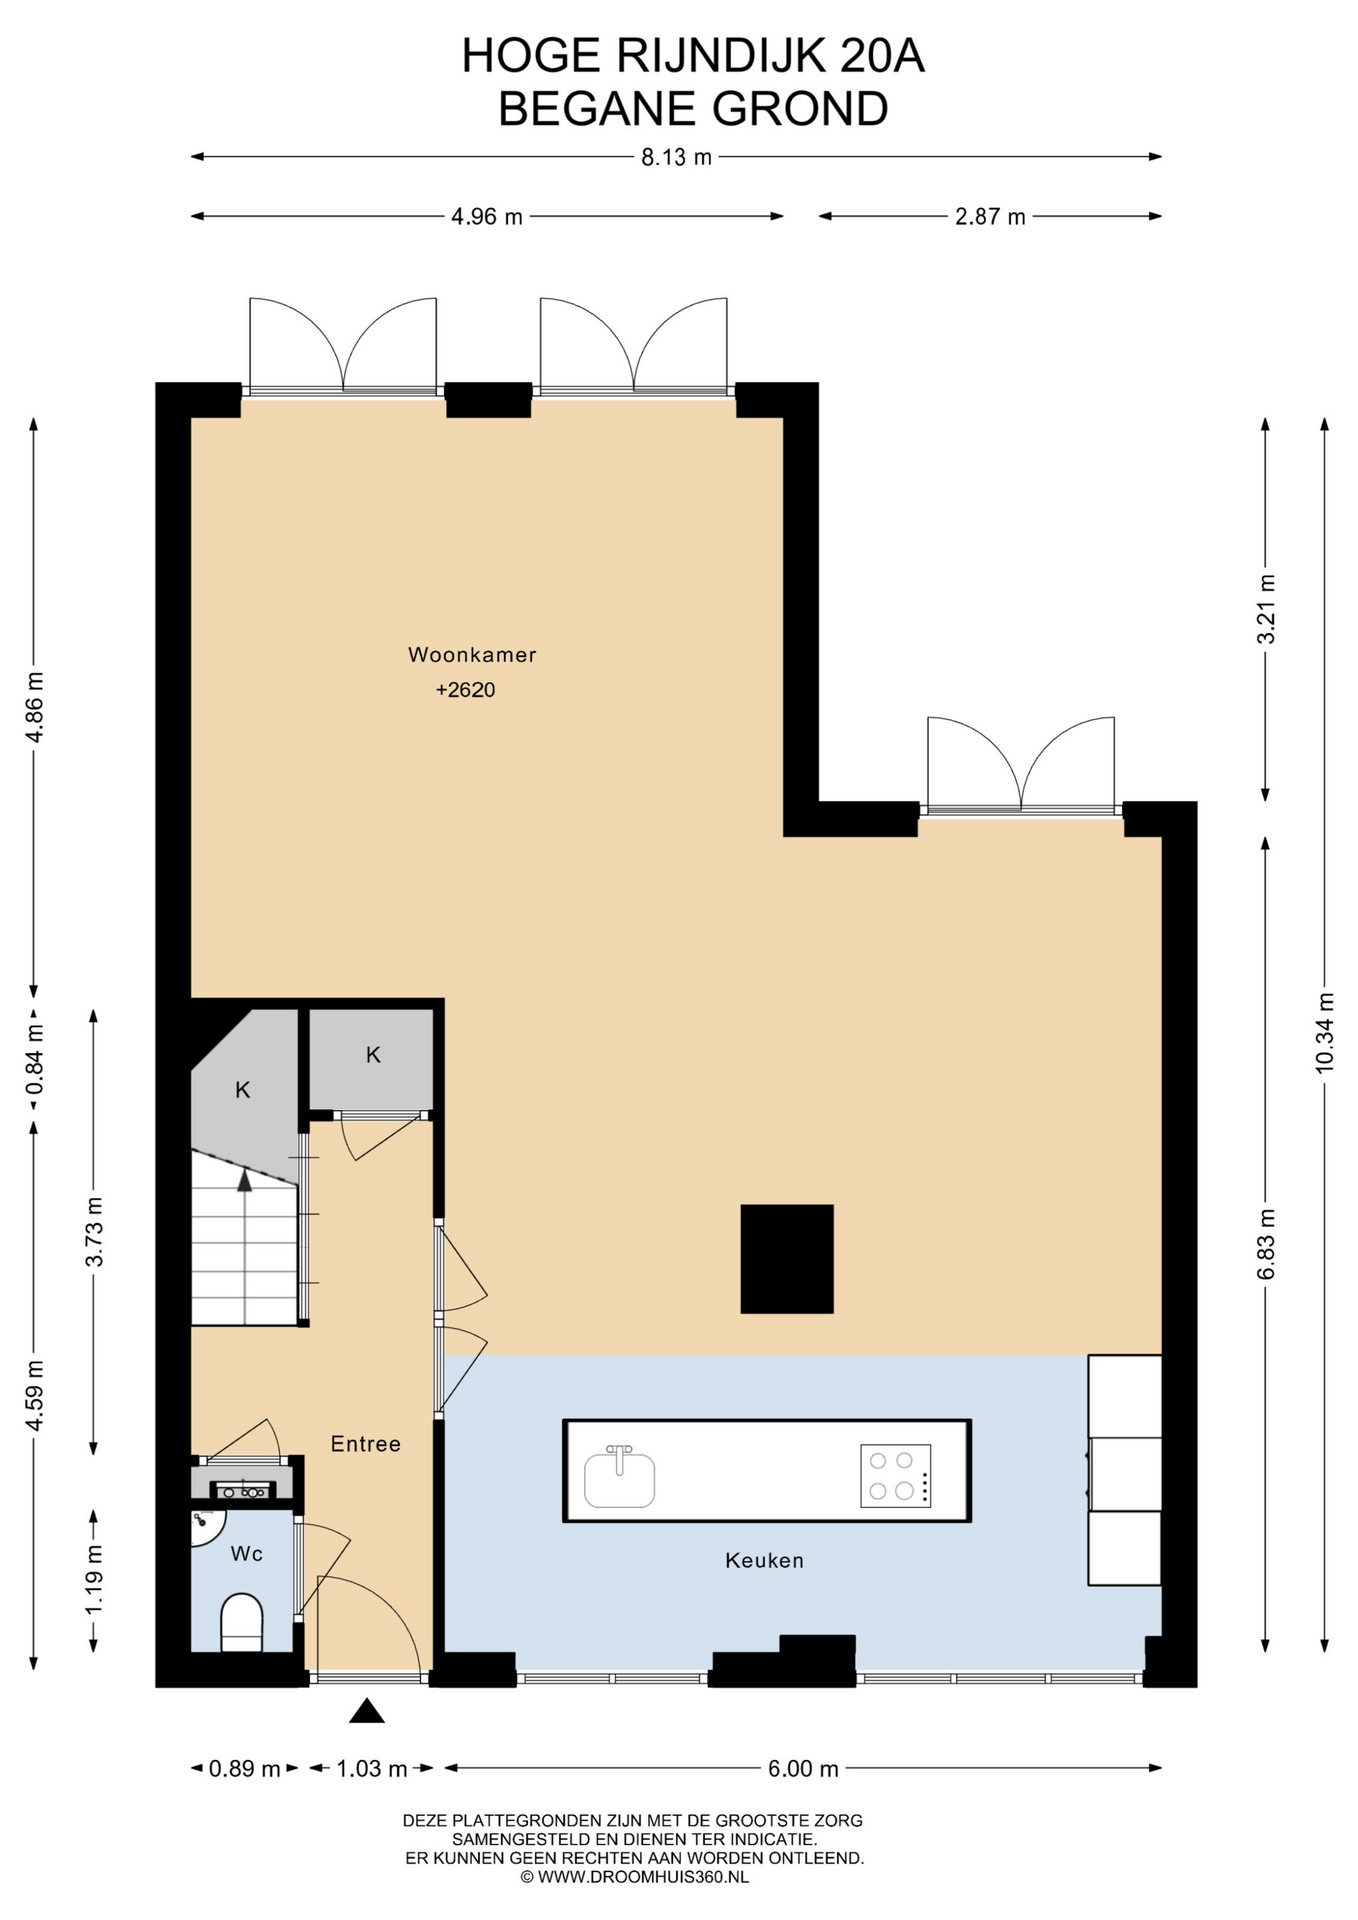 HOGE RIJNDIJK 20A
BEGANE GROND
8.13 m
4.96 m
2.87 m
Woonkamer
+2620
3.21 m
4.86 m
10.34 m
0.84 m
K
K
3.73 m
6.83 m
4.59 m
Entree
Wc
Keuken
1.19 m
0.89 m
1.03 m
6.00 m
DEZE PLATTEGRONDEN ZIJN MET DE GROOTSTE ZORG
SAMENGESTELD EN DIENEN TER INDICATIE.
ER KUNNEN GEEN RECHTEN AAN WORDEN ONTLEEND.
© WWW.DROOMHUIS360.NL